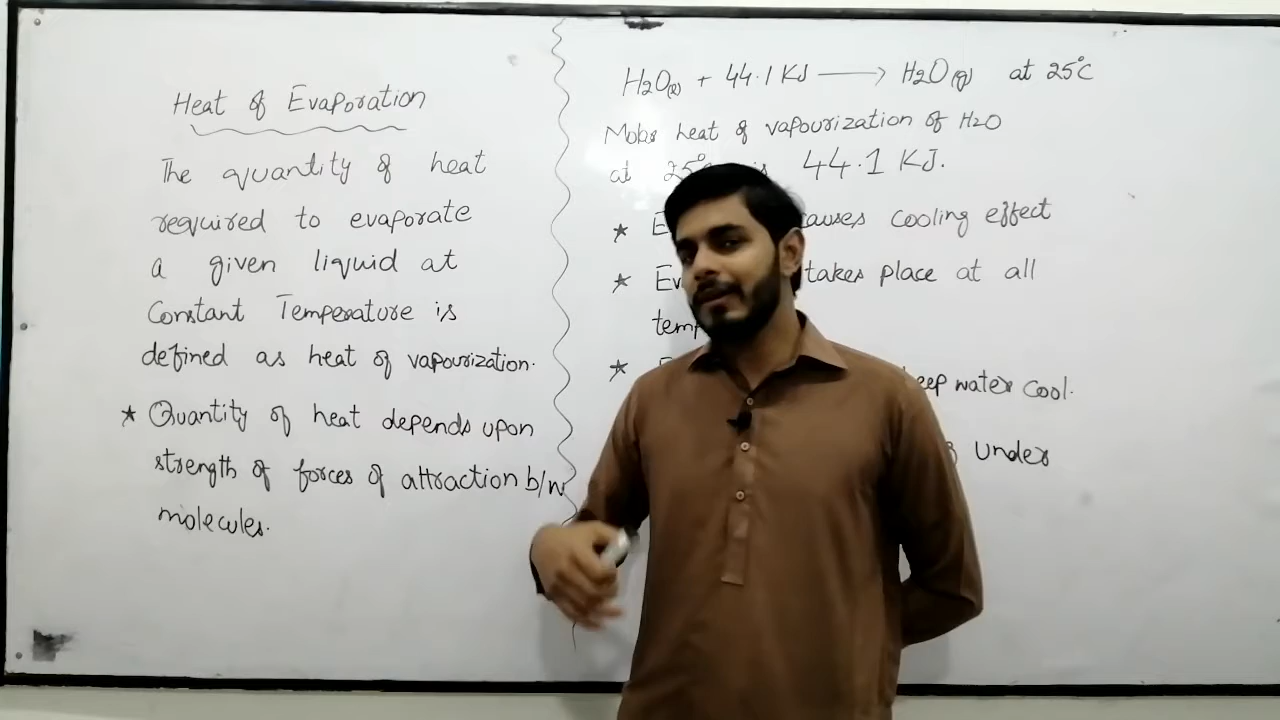 Heat of Evaporation
The quantity of heat
required to evaporate
a given liquid at
Constant Temperature is
defined as heat of vapourization.
★ Quantity of heat depends upon
strength of forces of attraction b/w
molecules.
H2O(l) + 44.1 KJ ⟶ H2O(g) at 25°C
Molar heat of vapourization of H2O
at 25° is 44.1 KJ.
★ causes cooling effect
★ takes place at all
★ water cool.
under